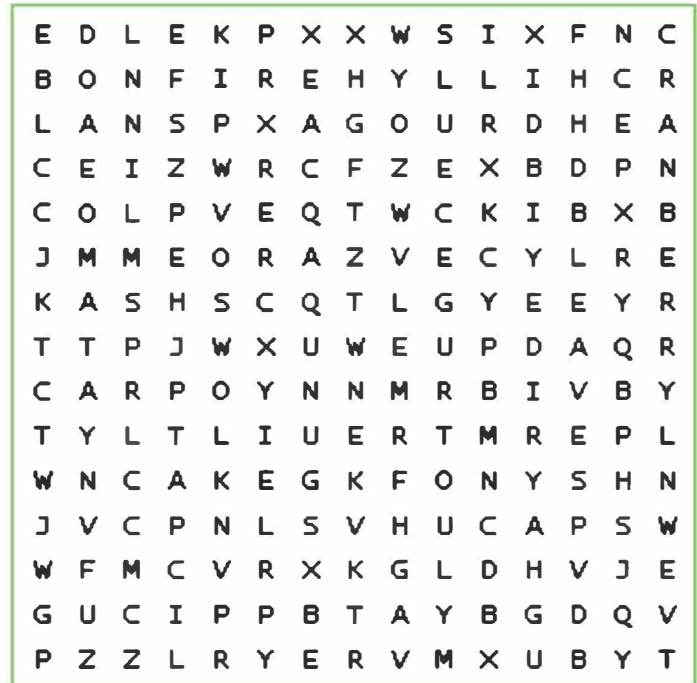 E D L E K P X X W S I X F N C
B O N F I R E H Y L L I H C R
L A N S P X A G O U R D H E A
C E I Z W R C F Z E X B D P N
C O L P V E Q T W C K I B X B
J M M E O R A Z V E C Y L R E
K A S H S C Q T L G Y E E Y R
T T P J W X U W E U P D A Q R
C A R P O Y N N M R B I V B Y
T Y L T L I U E R T M R E P L
W N C A K E G K F O N Y S H N
J V C P N L S V H U C A P S W
W F M C V R X K G L D H V J E
G U C I P P B T A Y B G D Q V
P Z Z L R Y E R V M X U B Y T